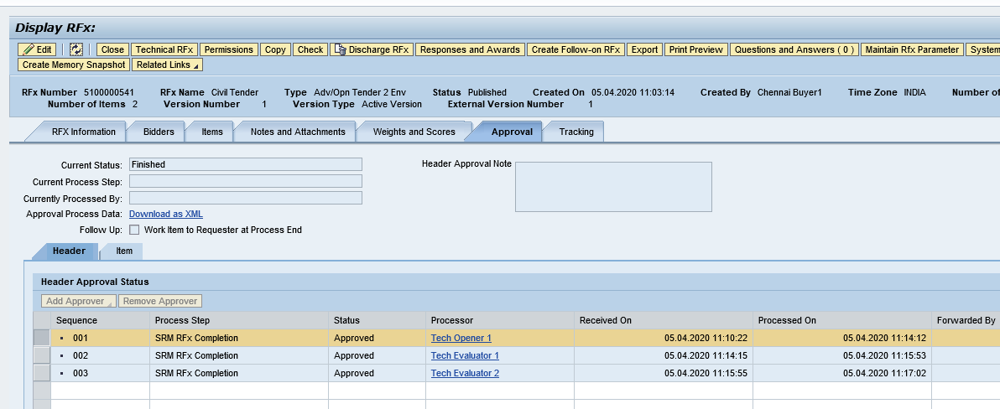 Display RFx:
Edit Close Technical RFx Permissions Copy Check Discharge RFx Responses and Awards Create Follow-on RFx Export Print Preview Questions and Answers ( 0 ) Maintain Rfx Parameter System
Create Memory Snapshot Related Links
RFx Number 5100000541 RFx Name Civil Tender Type Adv/Opn Tender 2 Env Status Published Created On 05.04.2020 11:03:14 Created By Chennai Buyer1 Time Zone INDIA Number of
Number of Items 2 Version Number 1 Version Type Active Version External Version Number 1
RFX Information Bidders Items Notes and Attachments Weights and Scores Approval Tracking
Current Status: Finished Header Approval Note
Current Process Step:
Currently Processed By:
Approval Process Data: Download as XML
Follow Up: Work Item to Requester at Process End
Header Item
Header Approval Status
Add Approver Remove Approver
Sequence Process Step Status Processor Received On Processed On Forwarded By
001 SRM RFx Completion Approved Tech Opener 1 05.04.2020 11:10:22 05.04.2020 11:14:12
002 SRM RFx Completion Approved Tech Evaluator 1 05.04.2020 11:14:15 05.04.2020 11:15:53
003 SRM RFx Completion Approved Tech Evaluator 2 05.04.2020 11:15:55 05.04.2020 11:17:02